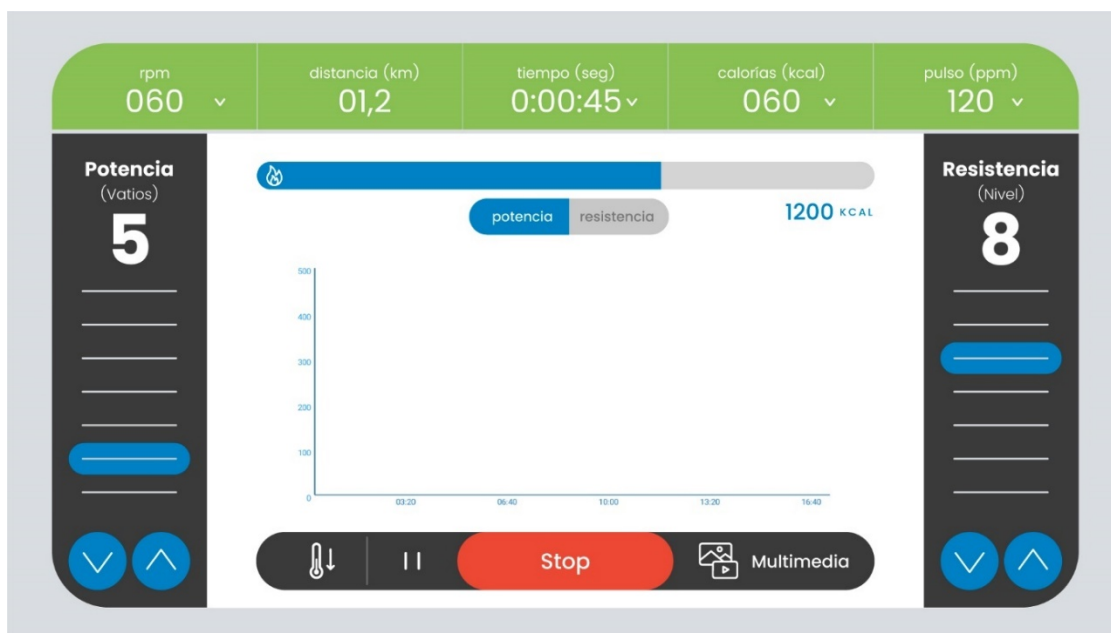 rpm
060
distancia (km)
01,2
tiempo (seg)
0:00:45
calorías (kcal)
060
pulso (ppm)
120
Potencia
(Vatios)
5
potencia
resistencia
1200 KCAL
500
400
300
200
100
0
03:20
06:40
10:00
13:20
16:40
Stop
Multimedia
Resistencia
(Nivel)
8